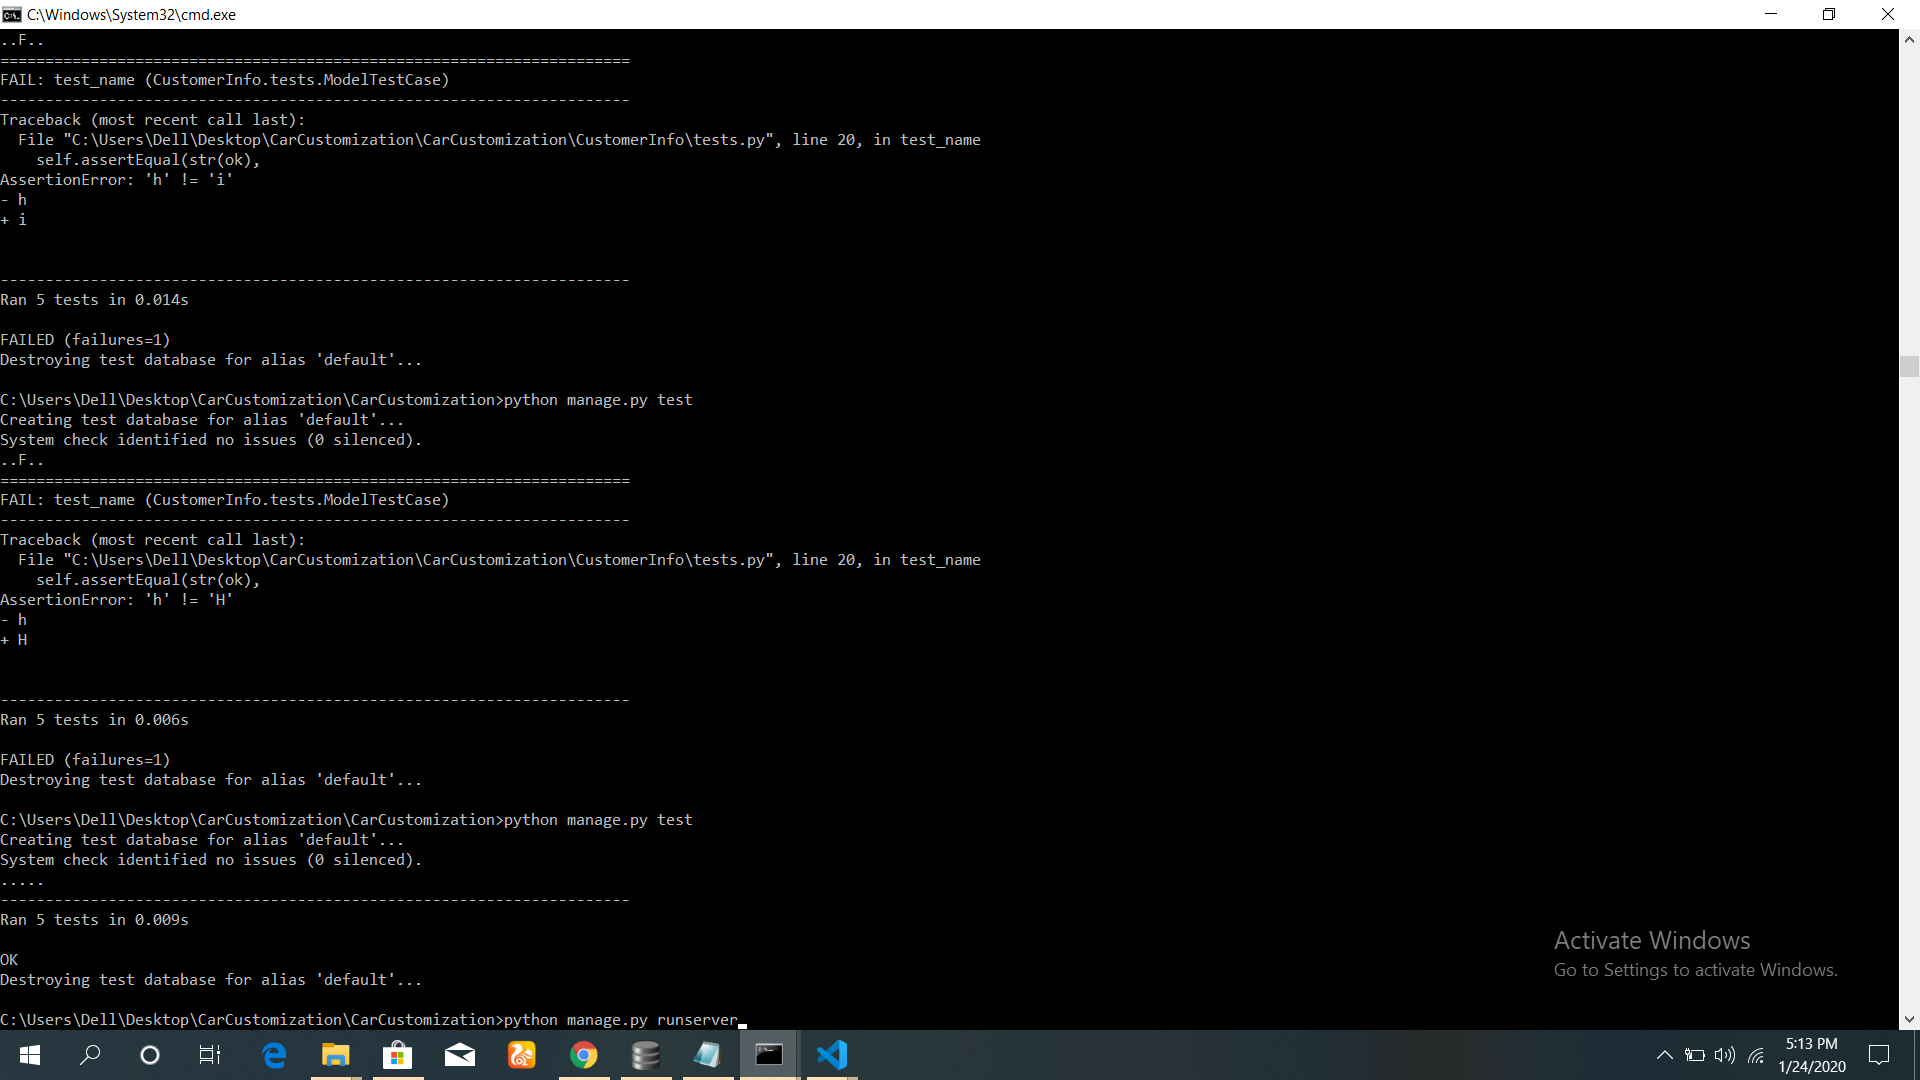 C:\Windows\System32\cmd.exe
..F..
======================================================================
FAIL: test_name (CustomerInfo.tests.ModelTestCase)
----------------------------------------------------------------------
Traceback (most recent call last):
  File "C:\Users\Dell\Desktop\CarCustomization\CarCustomization\CustomerInfo\tests.py", line 20, in test_name
    self.assertEqual(str(ok),
AssertionError: 'h' != 'i'
- h
+ i
----------------------------------------------------------------------
Ran 5 tests in 0.014s
FAILED (failures=1)
Destroying test database for alias 'default'...
C:\Users\Dell\Desktop\CarCustomization\CarCustomization>python manage.py test
Creating test database for alias 'default'...
System check identified no issues (0 silenced).
..F..
======================================================================
FAIL: test_name (CustomerInfo.tests.ModelTestCase)
----------------------------------------------------------------------
Traceback (most recent call last):
  File "C:\Users\Dell\Desktop\CarCustomization\CarCustomization\CustomerInfo\tests.py", line 20, in test_name
    self.assertEqual(str(ok),
AssertionError: 'h' != 'H'
- h
+ H
----------------------------------------------------------------------
Ran 5 tests in 0.006s
FAILED (failures=1)
Destroying test database for alias 'default'...
C:\Users\Dell\Desktop\CarCustomization\CarCustomization>python manage.py test
Creating test database for alias 'default'...
System check identified no issues (0 silenced).
.....
----------------------------------------------------------------------
Ran 5 tests in 0.009s
OK
Destroying test database for alias 'default'...
C:\Users\Dell\Desktop\CarCustomization\CarCustomization>python manage.py runserver
Activate Windows
Go to Settings to activate Windows.
5:13 PM
1/24/2020